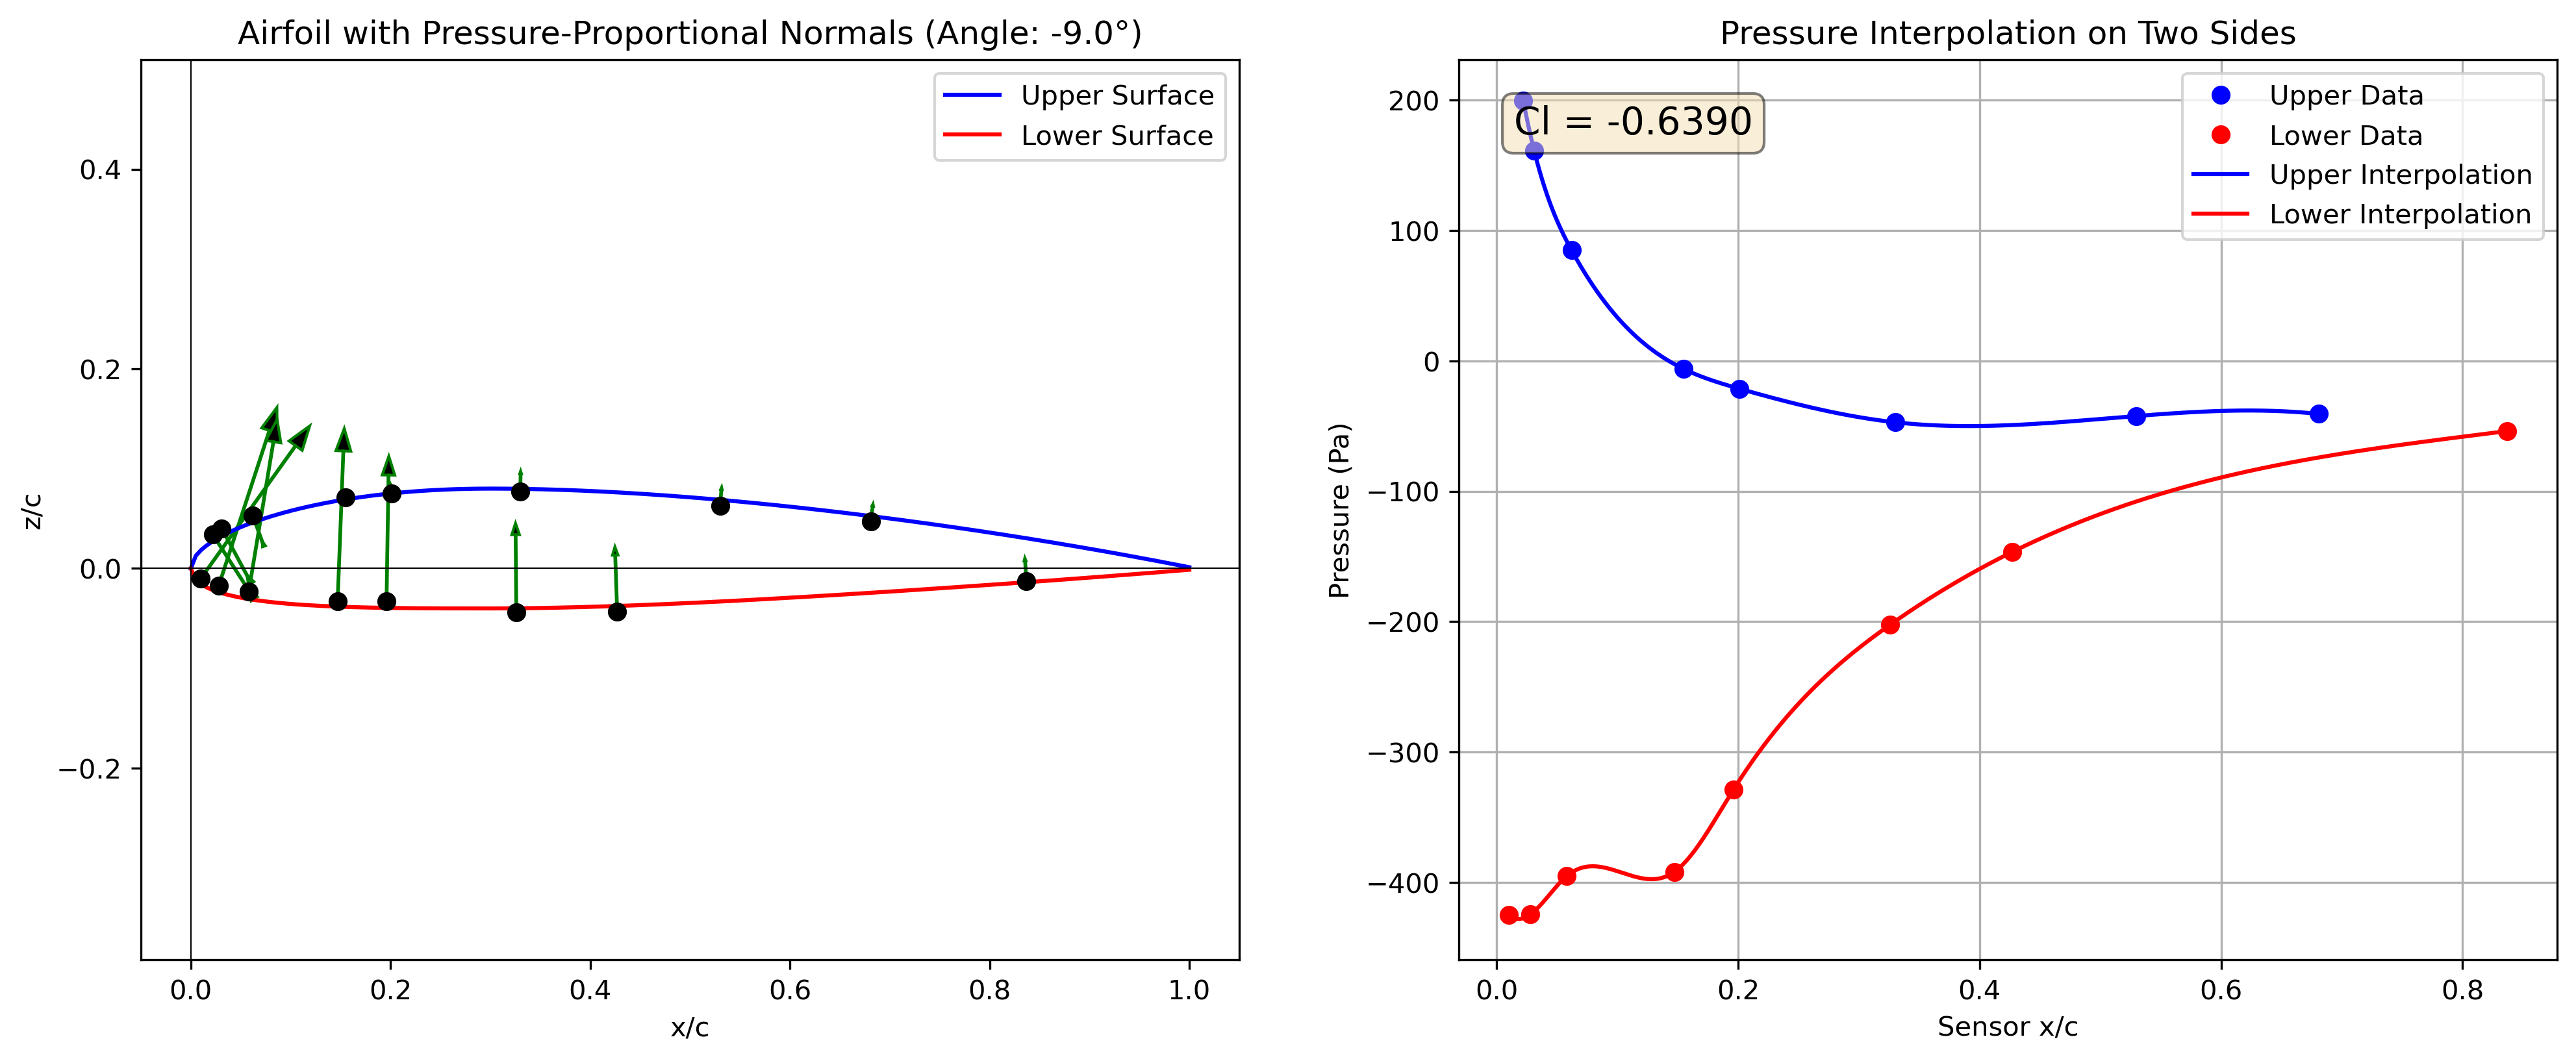 Airfoil with Pressure-Proportional Normals (Angle: -9.0°)
Upper Surface
Lower Surface
z/c
0.4
0.2
0.0
−0.2
0.0 0.2 0.4 0.6 0.8 1.0
x/c
Pressure Interpolation on Two Sides
Cl = -0.6390
Upper Data
Lower Data
Upper Interpolation
Lower Interpolation
Pressure (Pa)
200
100
0
−100
−200
−300
−400
0.0 0.2 0.4 0.6 0.8
Sensor x/c